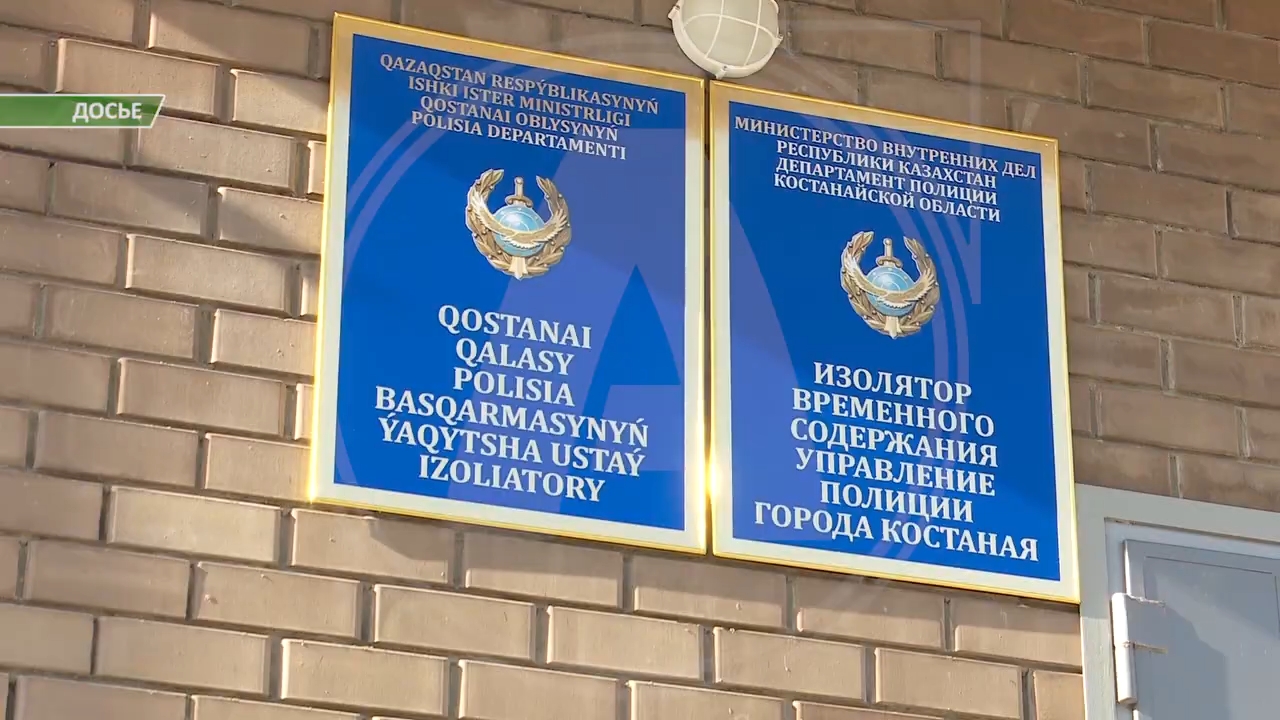 ДОСЬЕ
QAZAQSTAN RESPÝBLIKASYNYŃ
ISHKI ISTER MINISTRLIGI
QOSTANAI OBLYSYNYŃ
POLISIA DEPARTAMENTI
QOSTANAI
QALASY
POLISIA
BASQARMASYNYŃ
ÝAQÝTSHA USTAÝ
IZOLIATORY
МИНИСТЕРСТВО ВНУТРЕННИХ ДЕЛ
РЕСПУБЛИКИ КАЗАХСТАН
ДЕПАРТАМЕНТ ПОЛИЦИИ
КОСТАНАЙСКОЙ ОБЛАСТИ
ИЗОЛЯТОР
ВРЕМЕННОГО
СОДЕРЖАНИЯ
УПРАВЛЕНИЕ
ПОЛИЦИИ
ГОРОДА КОСТАНАЯ